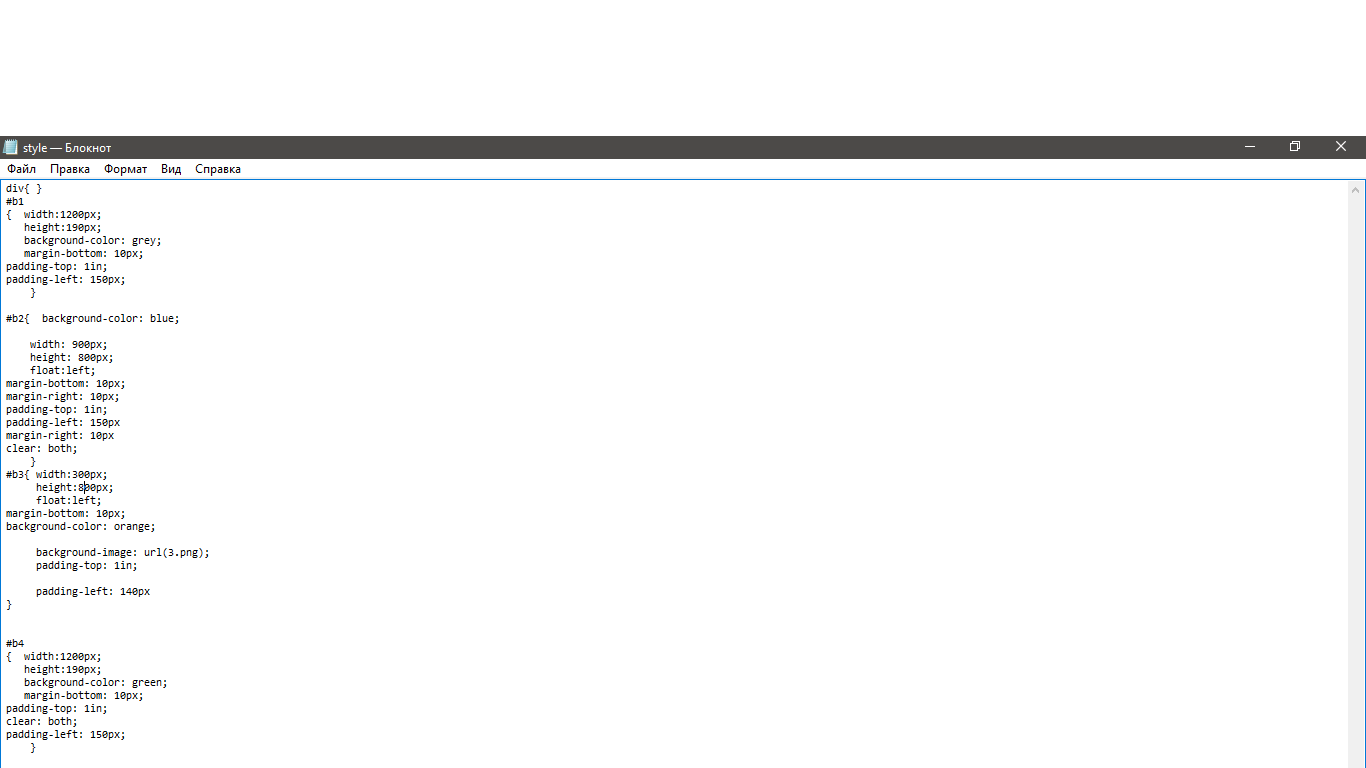 style — Блокнот
Файл Правка Формат Вид Справка
div{ }
#b1
{  width:1200px;
   height:190px;
   background-color: grey;
   margin-bottom: 10px;
padding-top: 1in;
padding-left: 150px;
    }
#b2{  background-color: blue;
    width: 900px;
    height: 800px;
    float:left;
margin-bottom: 10px;
margin-right: 10px;
padding-top: 1in;
padding-left: 150px
margin-right: 10px
clear: both;
    }
#b3{ width:300px;
     height:800px;
     float:left;
margin-bottom: 10px;
background-color: orange;
     background-image: url(3.png);
     padding-top: 1in;
     padding-left: 140px
}
#b4
{  width:1200px;
   height:190px;
   background-color: green;
   margin-bottom: 10px;
padding-top: 1in;
clear: both;
padding-left: 150px;
    }